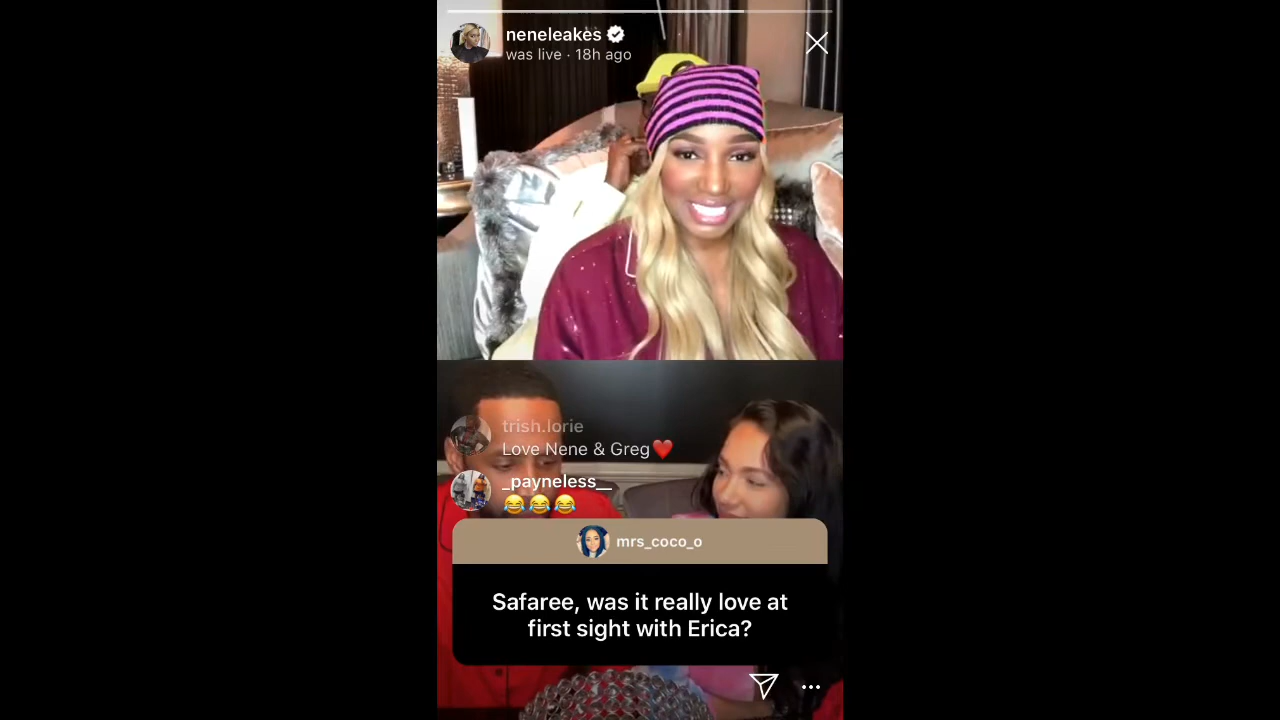 neneleakes
was live · 18h ago
trish.lorie
Love Nene & Greg❤️
_payneless__
😂😂😂
mrs_coco_o
Safaree, was it really love at
first sight with Erica?